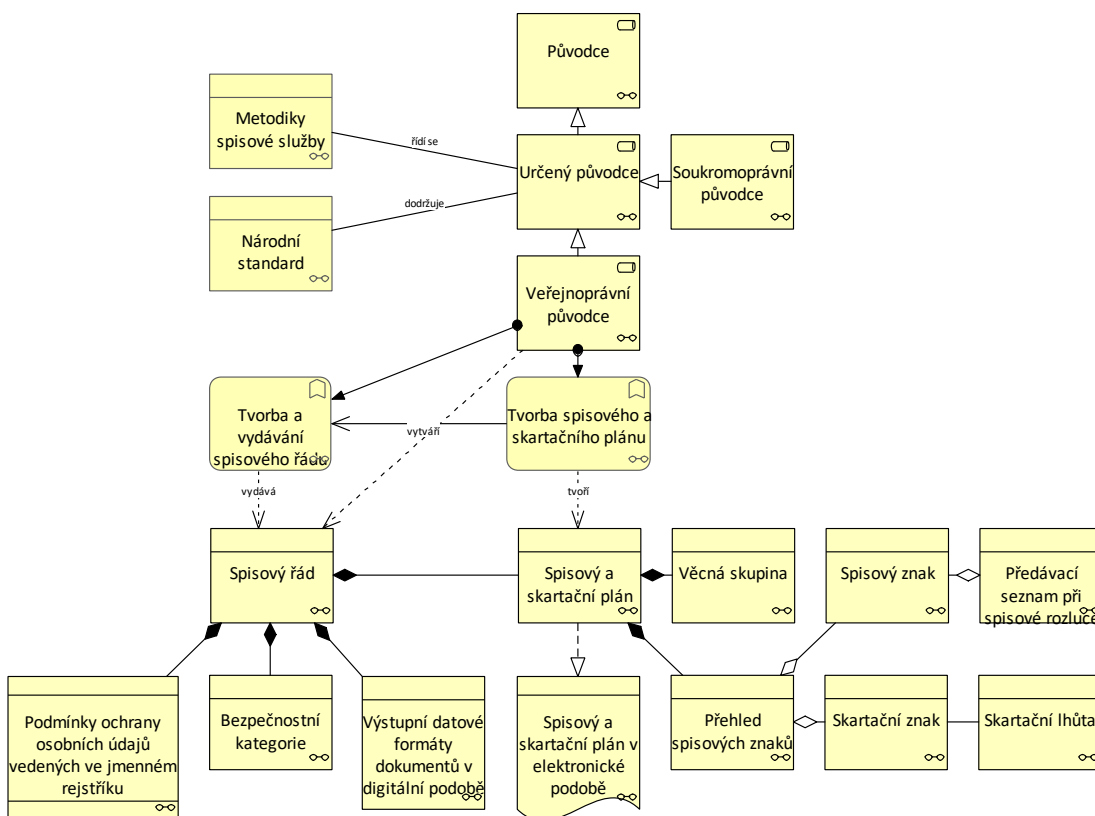 Původce
Metodiky
spisové služby
řídí se
Určený původce
Soukromoprávní
původce
dodržuje
Národní
standard
Veřejnoprávní
původce
Tvorba a
vydávání
spisového řádu
vytváří
Tvorba spisového a
skartačního plánu
vydává
tvoří
Spisový řád
Spisový a
skartační plán
Věcná skupina
Spisový znak
Předávací
seznam při
spisové rozluce
Podmínky ochrany
osobních údajů
vedených ve jmenném
rejstříku
Bezpečnostní
kategorie
Výstupní datové
formáty
dokumentů v
digitální podobě
Spisový a
skartační plán v
elektronické
podobě
Přehled
spisových znaků
Skartační znak
Skartační lhůta